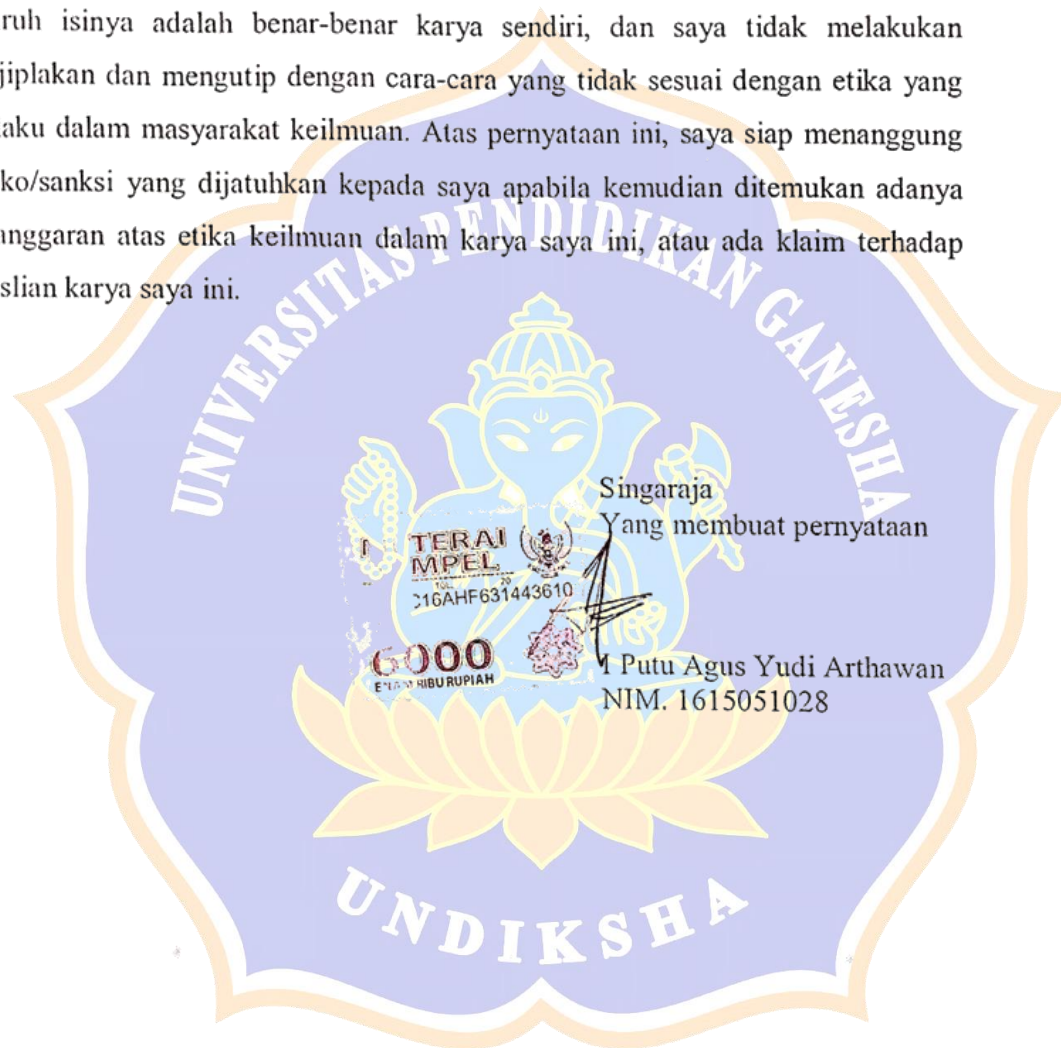 ruh isinya adalah benar-benar karya sendiri, dan saya tidak melakukan
jiplakan dan mengutip dengan cara-cara yang tidak sesuai dengan etika yang
aku dalam masyarakat keilmuan. Atas pernyataan ini, saya siap menanggung
ko/sanksi yang dijatuhkan kepada saya apabila kemudian ditemukan adanya
anggaran atas etika keilmuan dalam karya saya ini, atau ada klaim terhadap
slian karya saya ini.
UNIVERSITAS PENDIDIKAN GANESHA
Singaraja
Yang membuat pernyataan
TERAI
MPEL
TGL. 20
C16AHF631443610
6000
ENAM RIBU RUPIAH
I Putu Agus Yudi Arthawan
NIM. 1615051028
UNDIKSHA